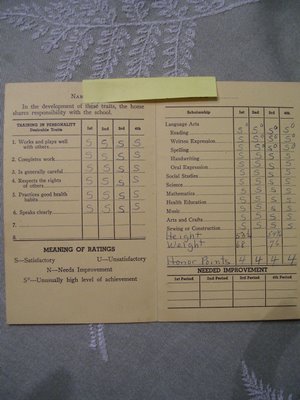 In the development of these traits, the home
shares responsibility with the school.
TRAINING IN PERSONALITY
Desirable Traits
1st 2nd 3rd 4th
1. Works and plays well
with others
S S S S
2. Completes work
S S S S
3. Is generally careful
S S S S
4. Respects the rights
of others
S S S S
5. Practices good health
habits
S S S S
6. Speaks clearly
S S S S
7.
8.
MEANING OF RATINGS
S—Satisfactory U—Unsatisfactory
N—Needs Improvement
S°—Unusually high level of achievement
Scholarship 1st 2nd 3rd 4th
Language Arts
Reading
Written Expression
Spelling
Handwriting
Oral Expression
Social Studies
Science
Mathematics
Health Education
Music
Arts and Crafts
Sewing or Construction
Height
Weight 68 76
Honor Points 4 4 4 4
NEEDED IMPROVEMENT
1st Period 2nd Period 3rd Period 4th Period